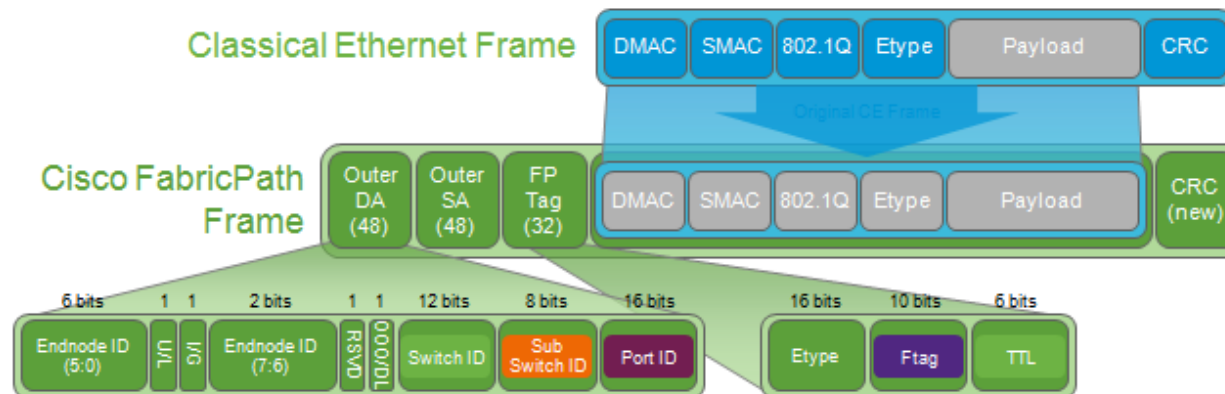 Classical Ethernet Frame
DMAC SMAC 802.1Q Etype Payload CRC
Original CE Frame
Cisco FabricPath
Frame
Outer
DA
(48)
Outer
SA
(48)
FP
Tag
(32)
DMAC SMAC 802.1Q Etype Payload
CRC
(new)
6 bits 1 1 2 bits 1 1 12 bits 8 bits 16 bits
Endnode ID
(5:0)
U/L
I/G
Endnode ID
(7:6)
RSVD
OOO/DL
Switch ID
Sub
Switch ID
Port ID
16 bits 10 bits 6 bits
Etype Ftag TTL